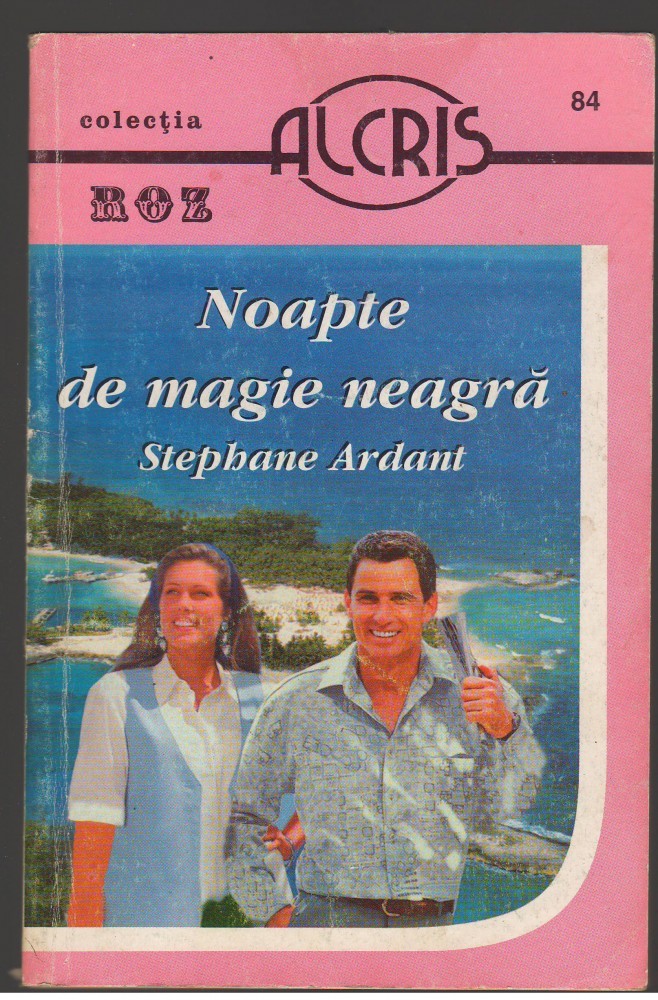 colecţia
ALCRIS
84
ROZ
Noapte
de magie neagră
Stephane Ardant